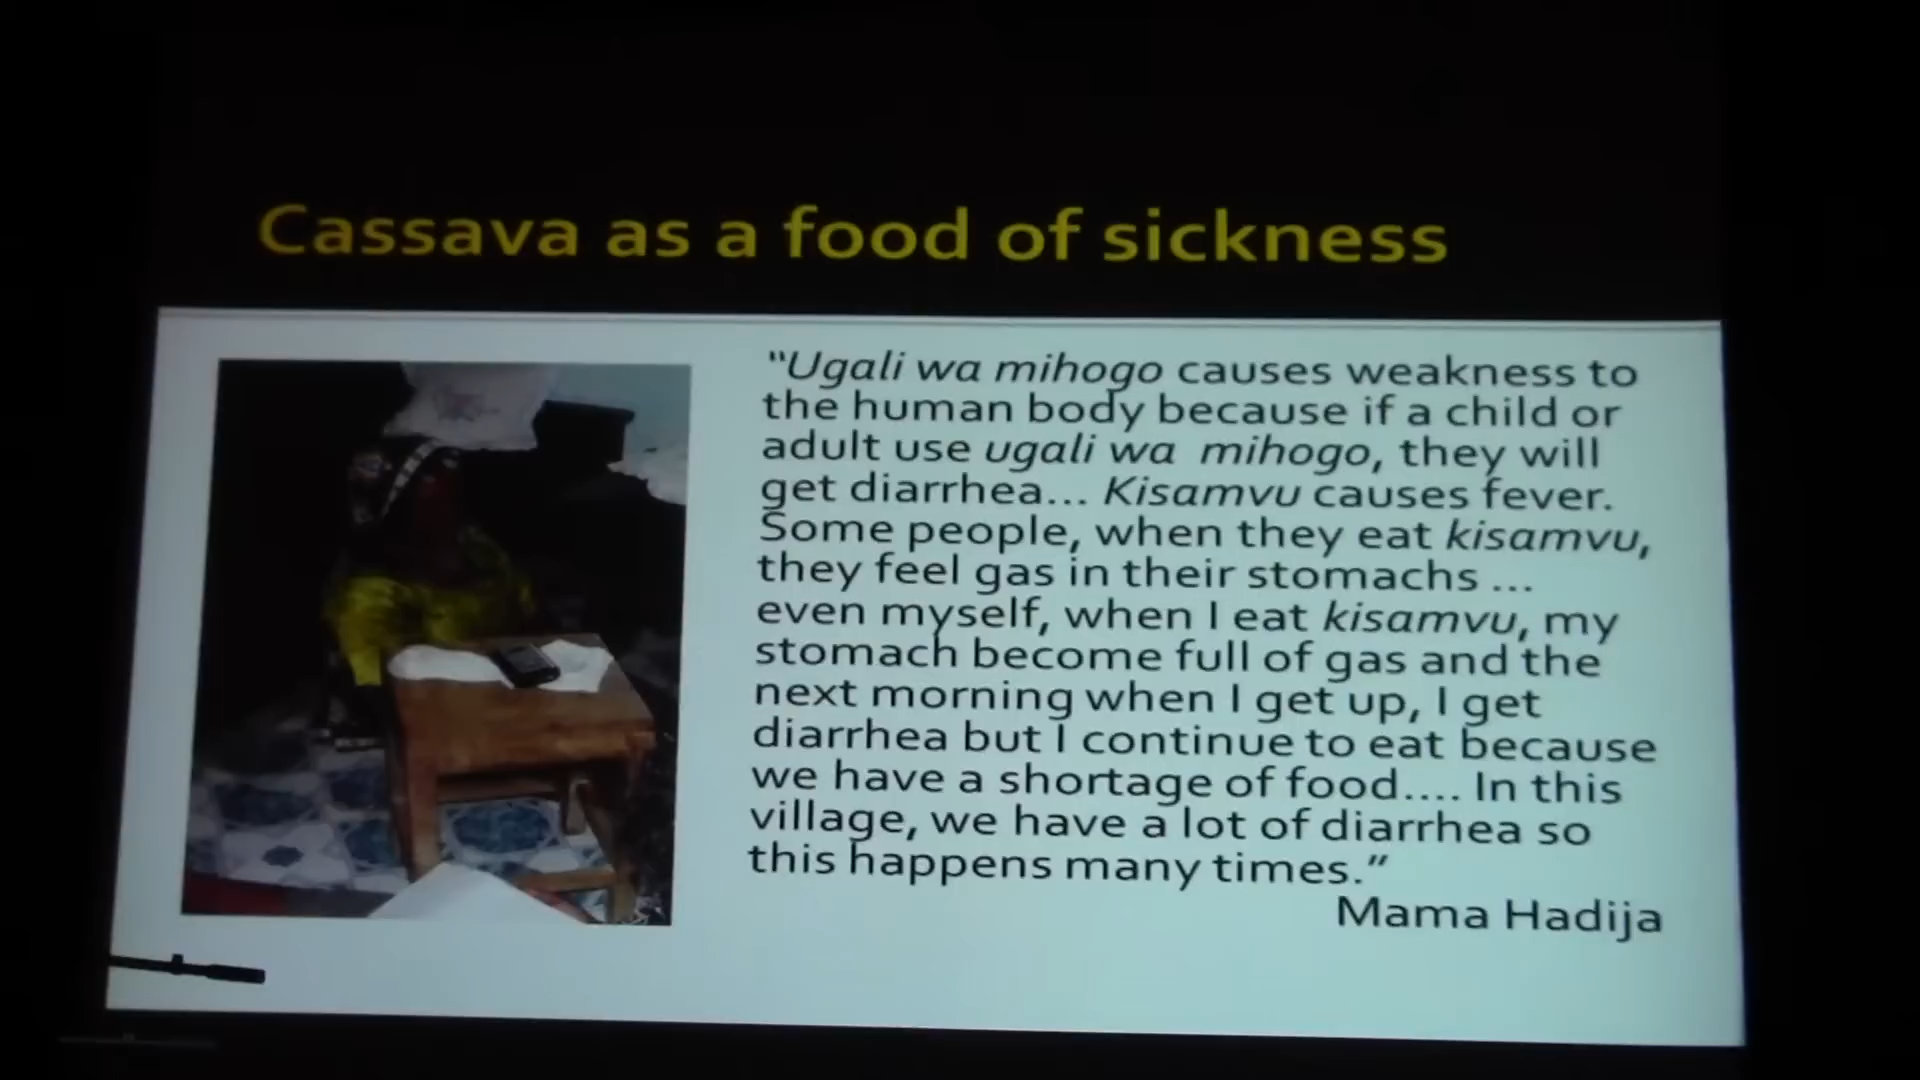 Cassava as a food of sickness
"Ugali wa mihogo causes weakness to
the human body because if a child or
adult use ugali wa mihogo, they will
get diarrhea... Kisamvu causes fever.
Some people, when they eat kisamvu,
they feel gas in their stomachs ...
even myself, when I eat kisamvu, my
stomach become full of gas and the
next morning when I get up, I get
diarrhea but I continue to eat because
we have a shortage of food.... In this
village, we have a lot of diarrhea so
this happens many times."
Mama Hadija